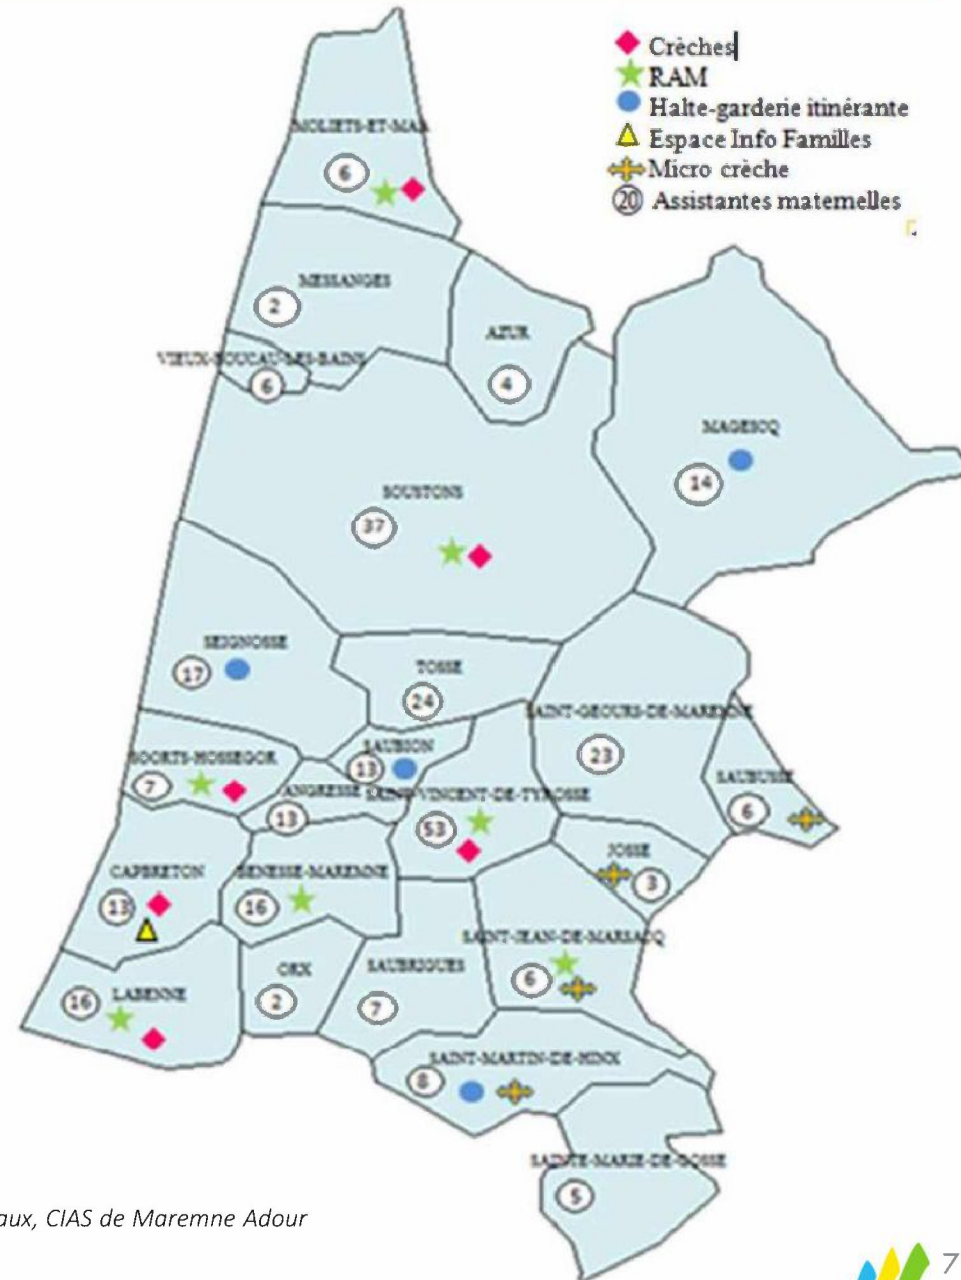 Crèches
RAM
Halte-garderie itinérante
Espace Info Familles
Micro crèche
20 Assistantes maternelles
MOLIETS-ET-MAA
6
MESSANGES
2
VIEUX-BOUCAU-LES-BAINS
6
AZUR
4
MAGESCQ
14
SOUSTONS
37
SEIGNOSSE
17
TOSSE
24
SAINT-GEOURS-DE-MAREMNE
23
SOORTS-HOSSEGOR
7
SAUBION
13
ANGRESSE
13
SAINT-VINCENT-DE-TYROSSE
53
SAUBUSSE
6
JOSSE
3
CAPBRETON
13
BENESSE-MAREMNE
16
SAINT-JEAN-DE-MARSACQ
6
LABENNE
16
ORX
2
SAUBRIGUES
7
SAINT-MARTIN-DE-HINX
8
SAINTE-MARIE-DE-GOSSE
5
aux, CIAS de Maremne Adour
7